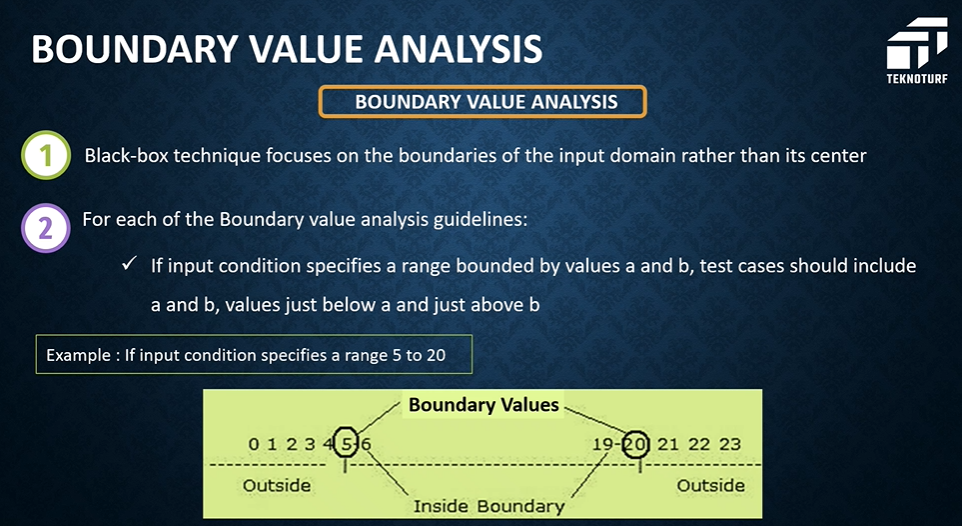 BOUNDARY VALUE ANALYSIS
TEKNOTURF
BOUNDARY VALUE ANALYSIS
1 Black-box technique focuses on the boundaries of the input domain rather than its center
2 For each of the Boundary value analysis guidelines:
✓ If input condition specifies a range bounded by values a and b, test cases should include
a and b, values just below a and just above b
Example : If input condition specifies a range 5 to 20
Boundary Values
0 1 2 3 4 5-6 19-20 21 22 23
Outside Outside
Inside Boundary